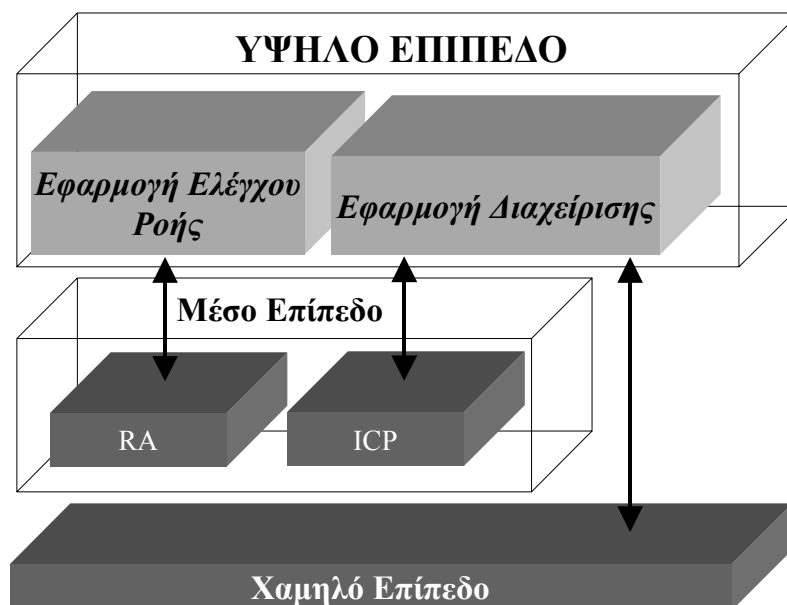 ΥΨΗΛΟ ΕΠΙΠΕΔΟ
Εφαρμογή Ελέγχου
Ροής
Εφαρμογή Διαχείρισης
Μέσο Επίπεδο
RA
ICP
Χαμηλό Επίπεδο